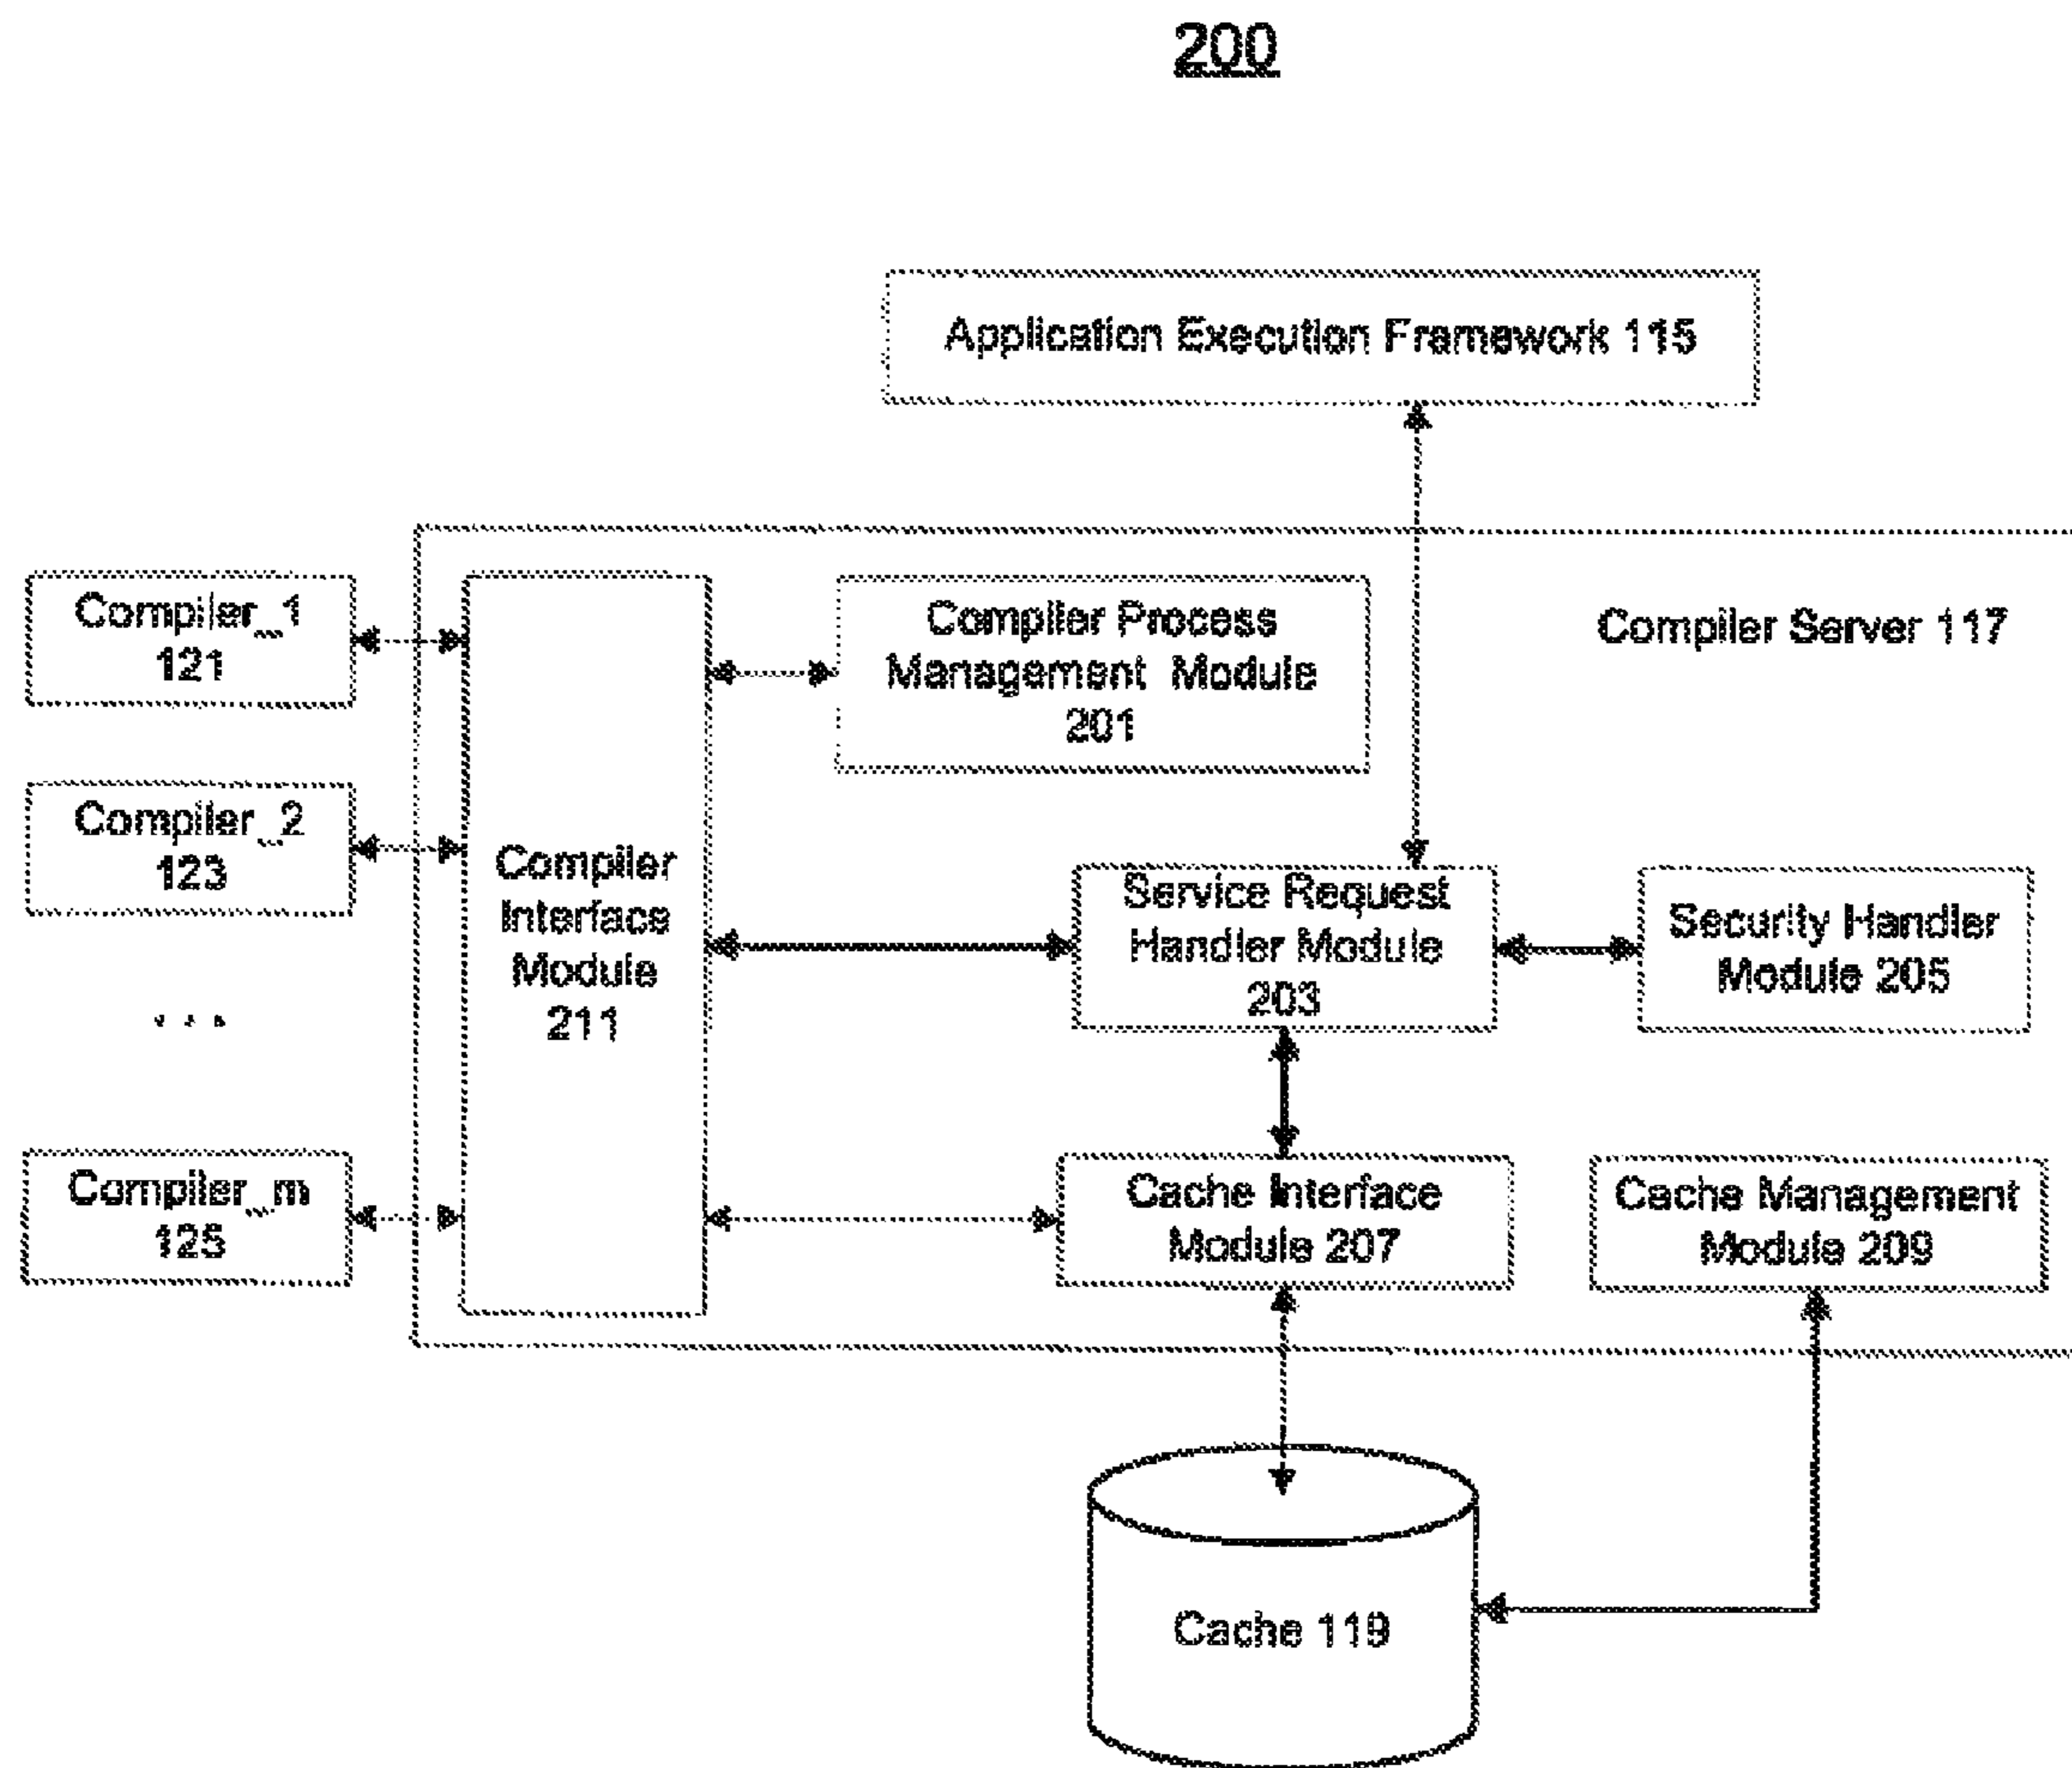 200
Application Execution Framework 115
Compiler Server 117
Compiler_1
121
Compiler Process
Management Module
201
Compiler_2
123
Compiler
Interface
Module
211
Service Request
Handler Module
203
Security Handler
Module 205
. . .
Compiler_m
125
Cache Interface
Module 207
Cache Management
Module 209
Cache 119